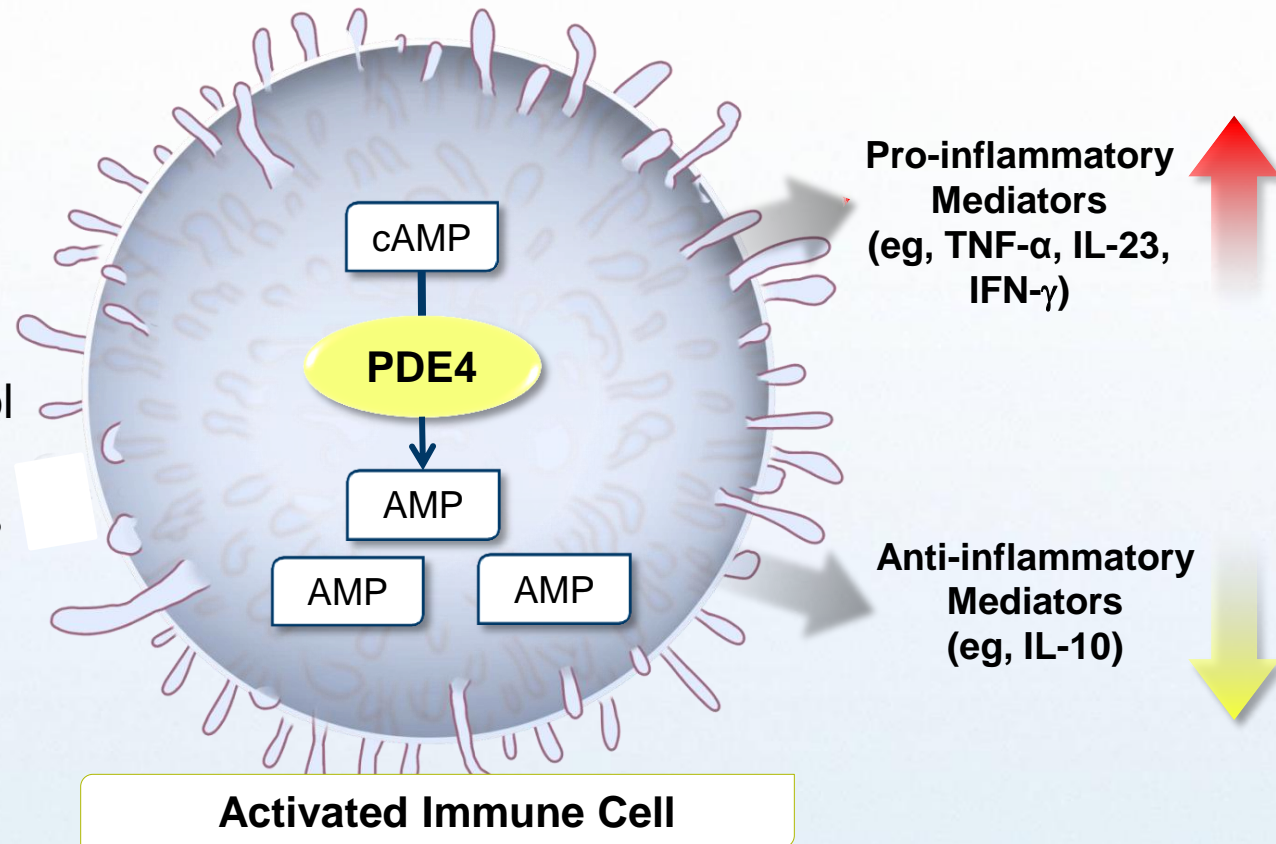 cAMP
PDE4
AMP
AMP
AMP
Pro-inflammatory
Mediators
(eg, TNF-α, IL-23,
IFN-γ)
Anti-inflammatory
Mediators
(eg, IL-10)
Activated Immune Cell